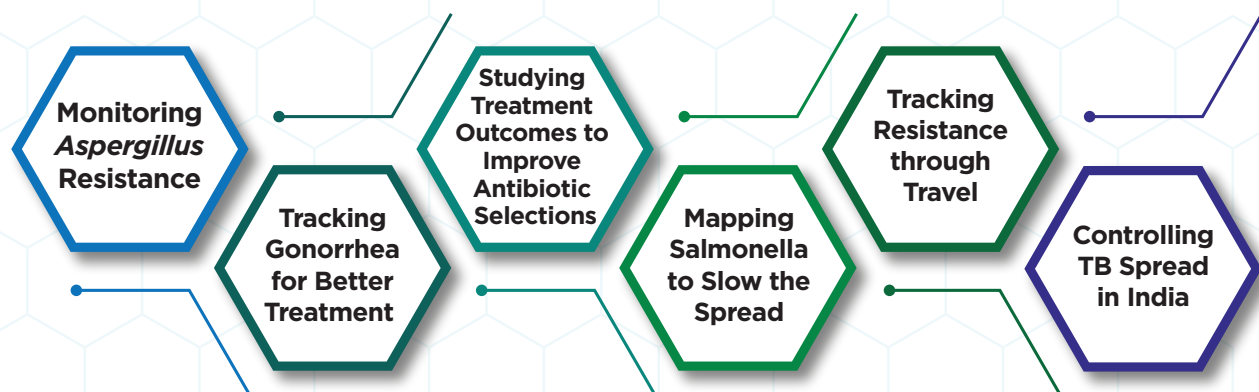 Monitoring
Aspergillus
Resistance
Tracking
Gonorrhea
for Better
Treatment
Studying
Treatment
Outcomes to
Improve
Antibiotic
Selections
Mapping
Salmonella
to Slow the
Spread
Tracking
Resistance
through
Travel
Controlling
TB Spread
in India